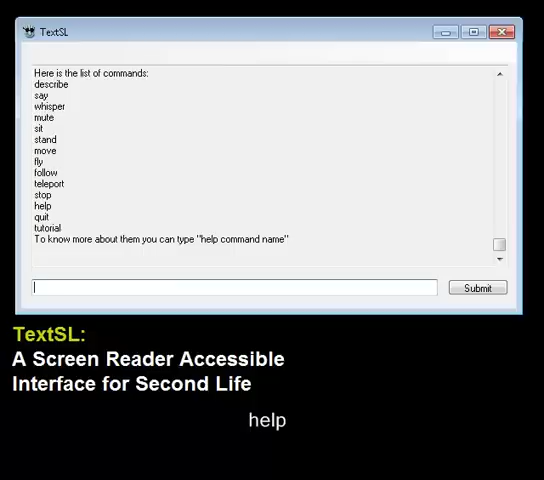 TextSL
Here is the list of commands:
describe
say
whisper
mute
sit
stand
move
fly
follow
teleport
stop
help
quit
tutorial
To know more about them you can type "help command name"
Submit
TextSL:
A Screen Reader Accessible
Interface for Second Life
help